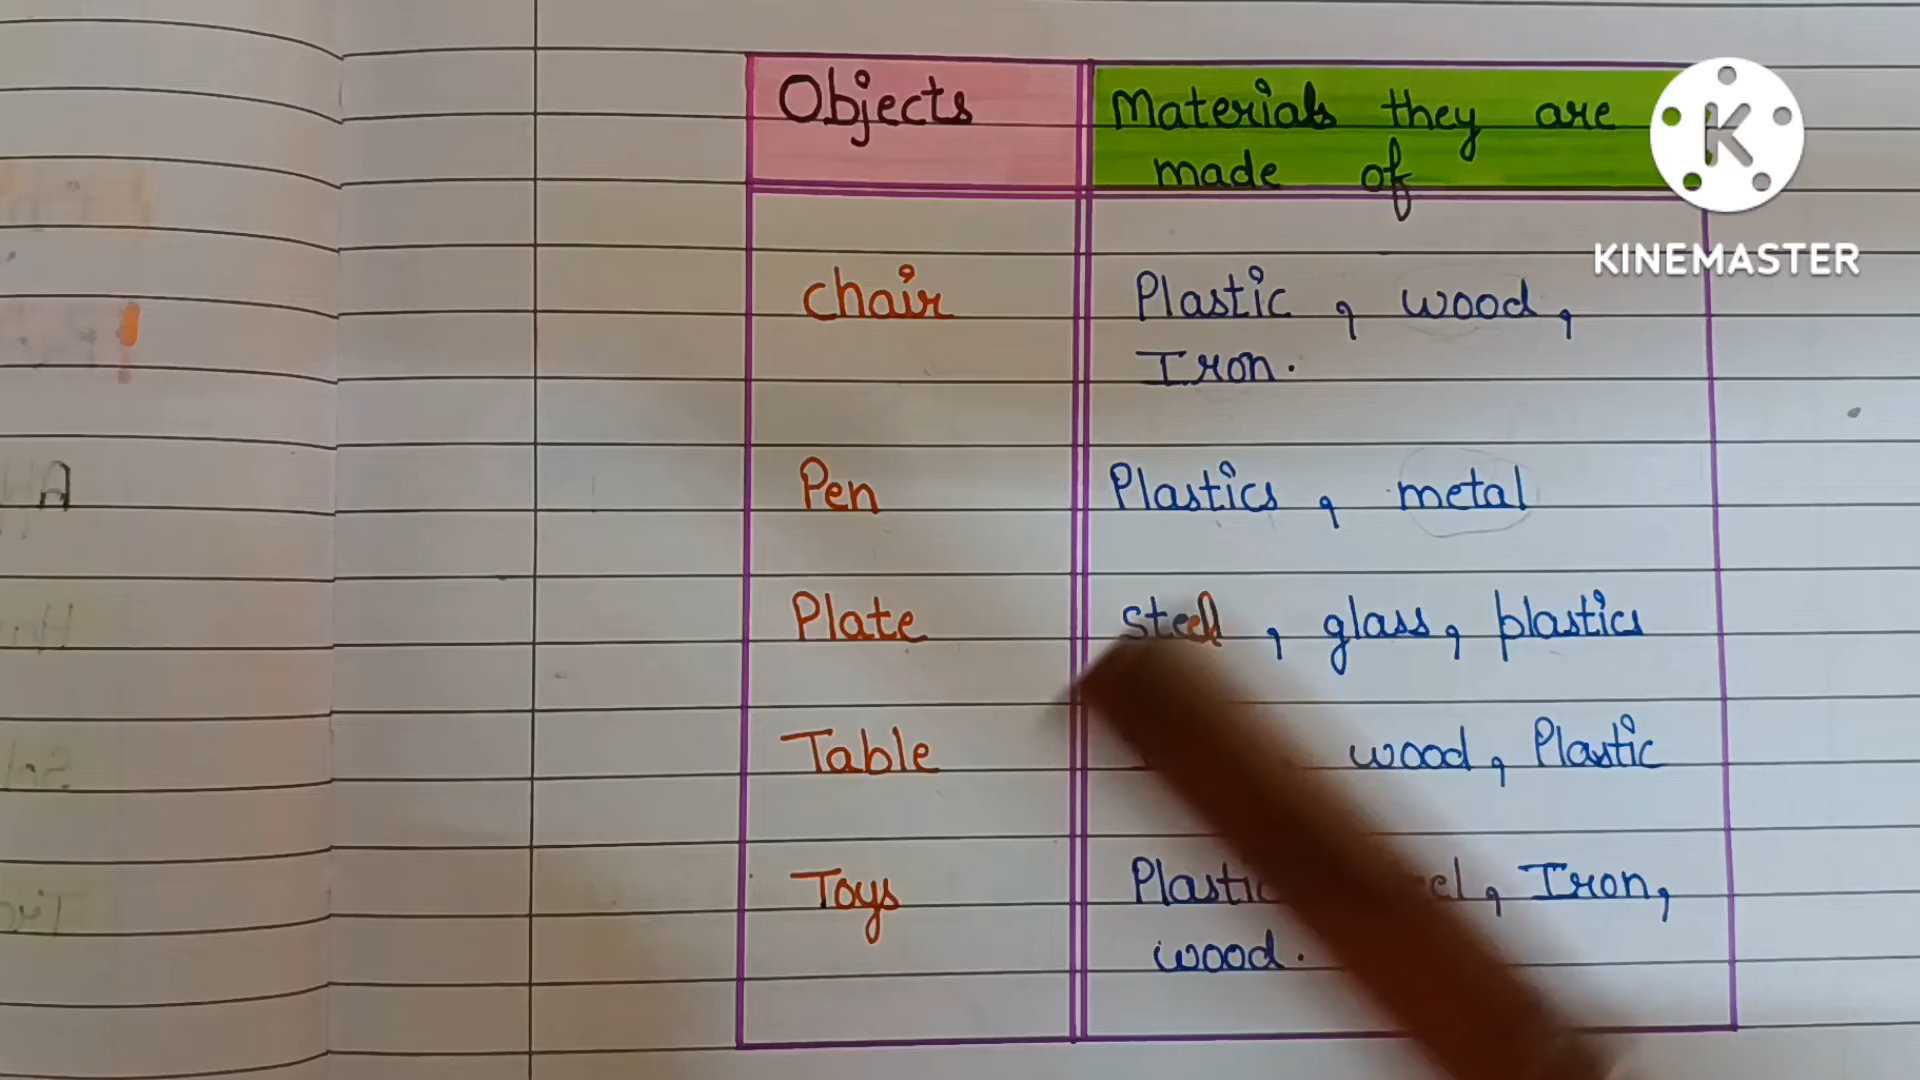 Objects
Materials they are
made of
KINEMASTER
chair
Plastic, wood,
Iron.
Pen
Plastics, metal
Plate
steel, glass, plastics
Table
wood, Plastic
Toys
Plastic
Iron,
wood.